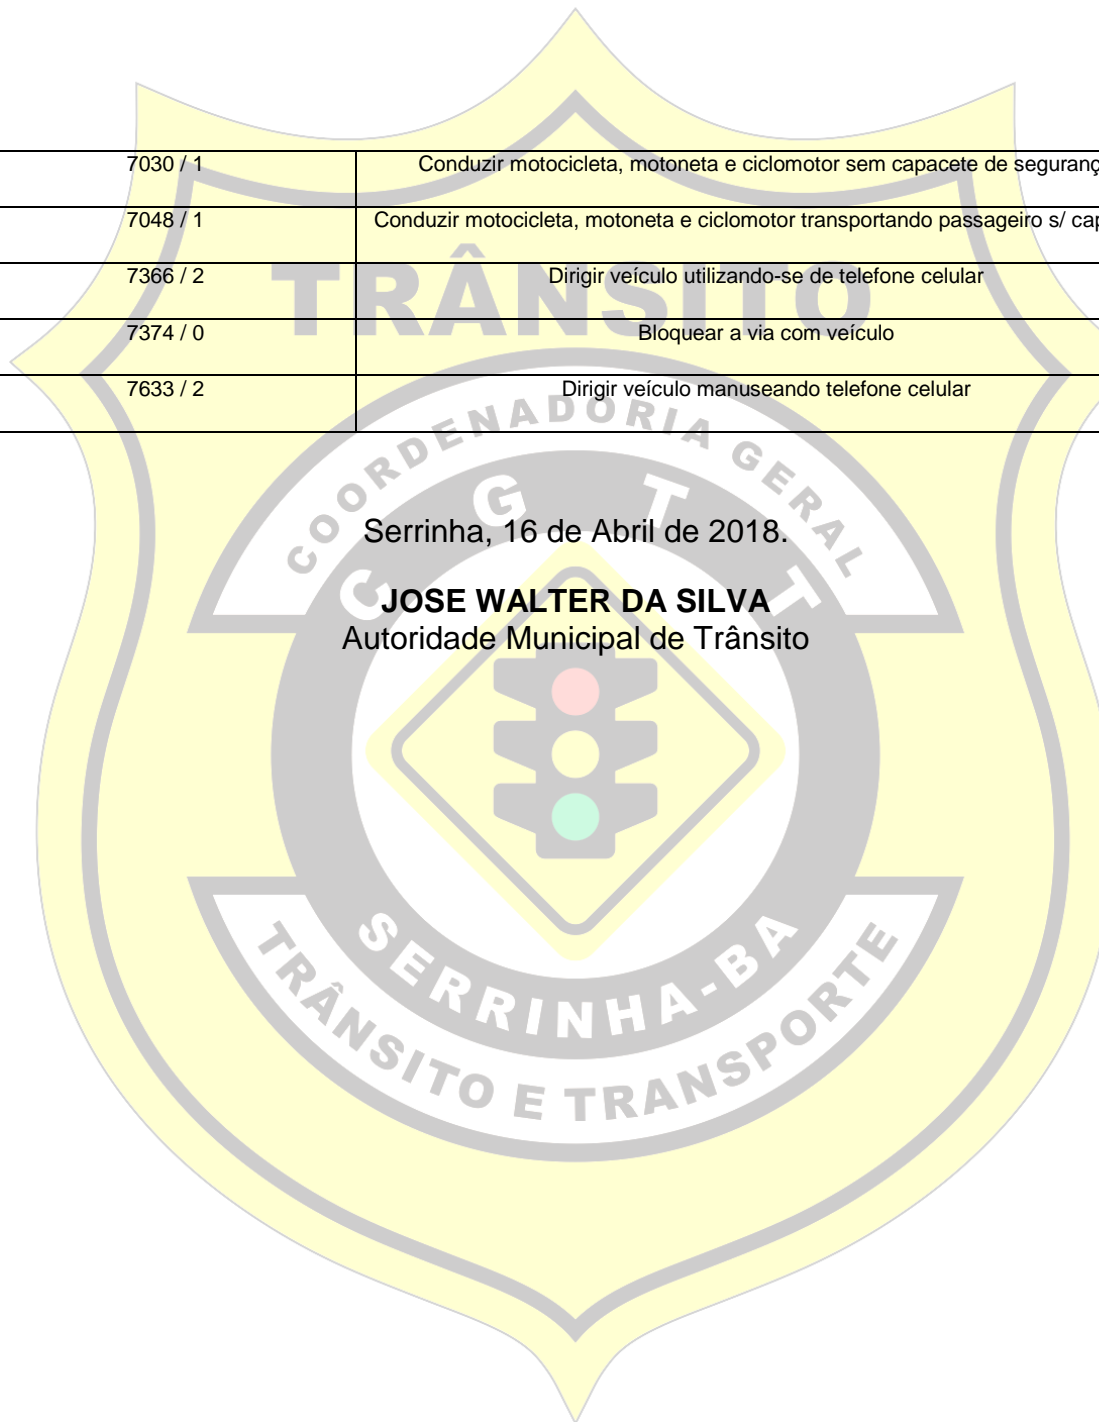 7030 / 1 Conduzir motocicleta, motoneta e ciclomotor sem capacete de
7048 / 1 Conduzir motocicleta, motoneta e ciclomotor transportando passageiro s/
7366 / 2 Dirigir veículo utilizando-se de telefone celular
7374 / 0 Bloquear a via com veículo
7633 / 2 Dirigir veículo manuseando telefone celular
Serrinha, 16 de Abril de 2018.
JOSE WALTER DA SILVA
Autoridade Municipal de Trânsito
TRÂNSITO
COORDENADORIA GERAL
C G T T
SERRINHA-BA
TRÂNSITO E TRANSPORTE